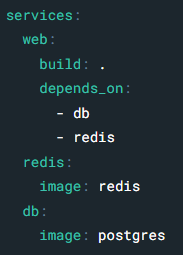 services:
  web:
    build: .
    depends_on:
      - db
      - redis
  redis:
    image: redis
  db:
    image: postgres